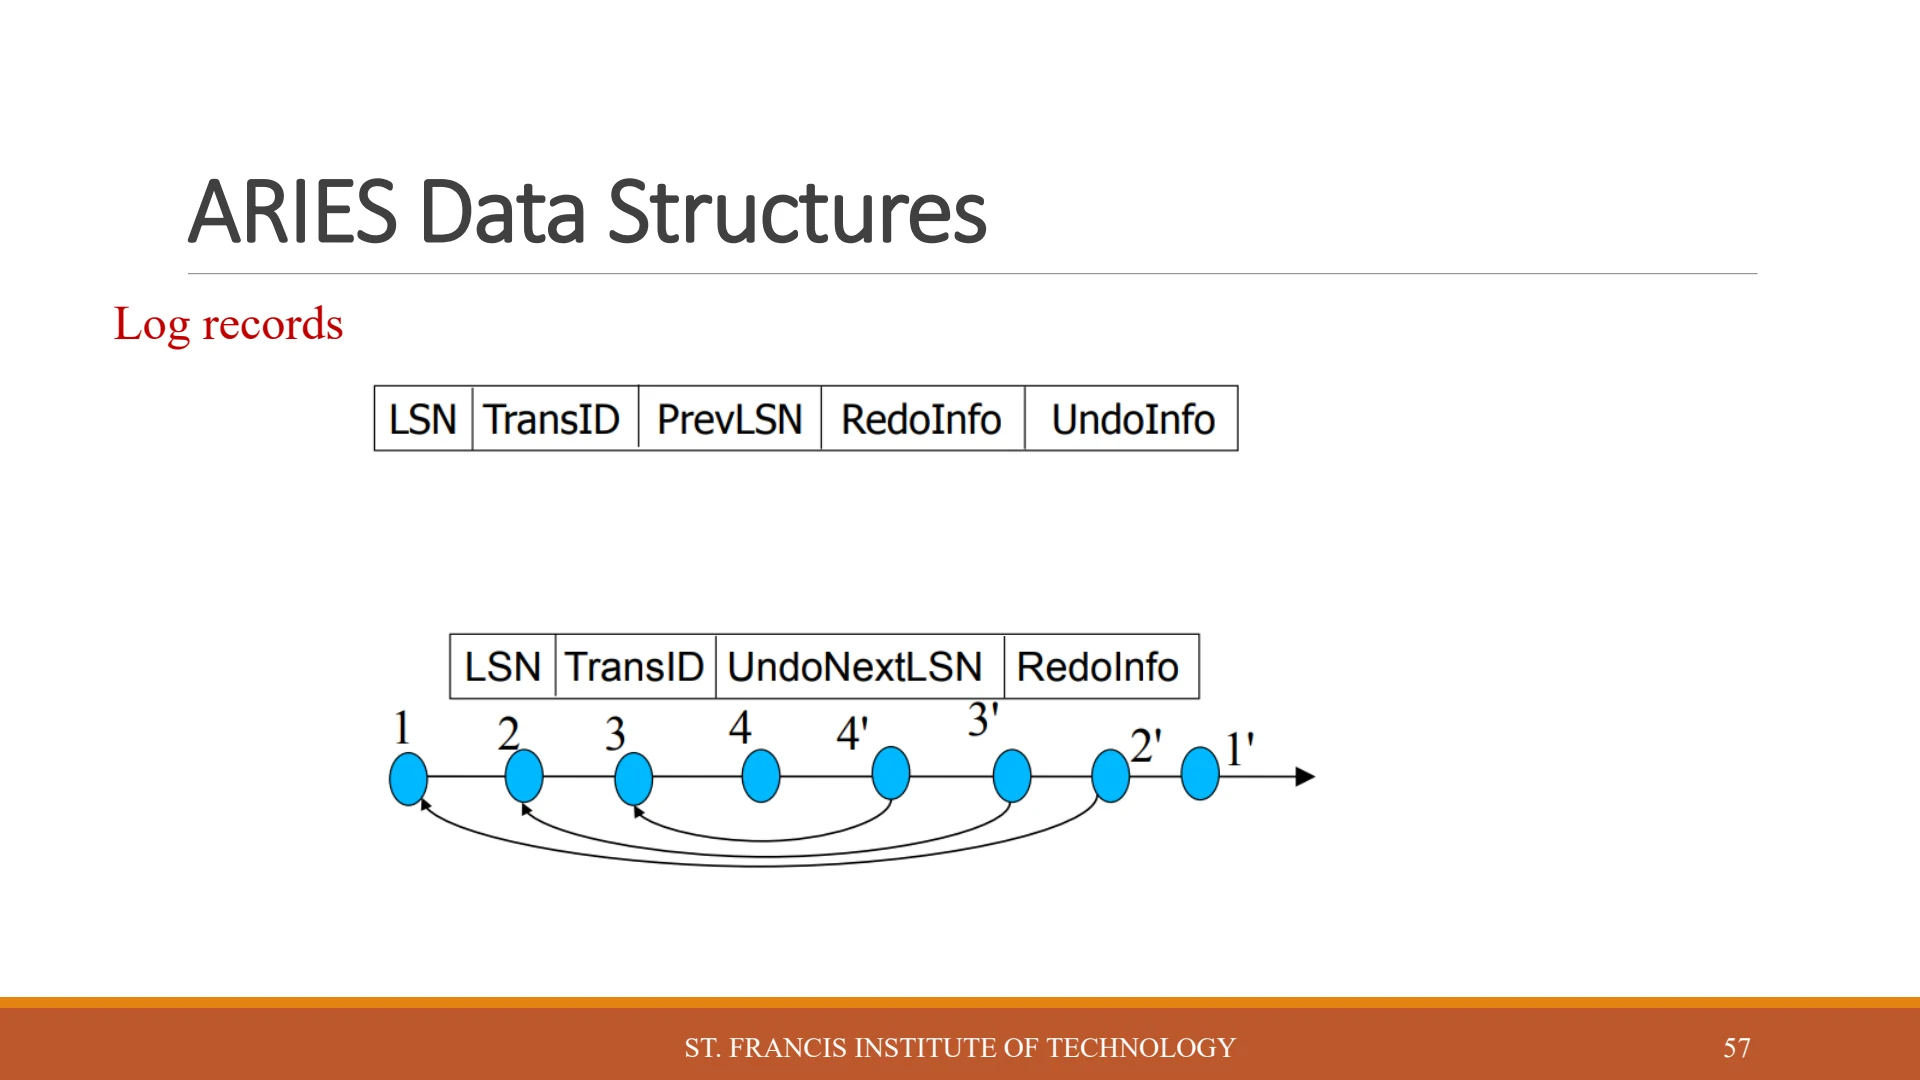 ARIES Data Structures
Log records
LSN TransID PrevLSN RedoInfo UndoInfo
LSN TransID UndoNextLSN RedoInfo
1 2 3 4 4' 3' 2' 1'
ST. FRANCIS INSTITUTE OF TECHNOLOGY 57